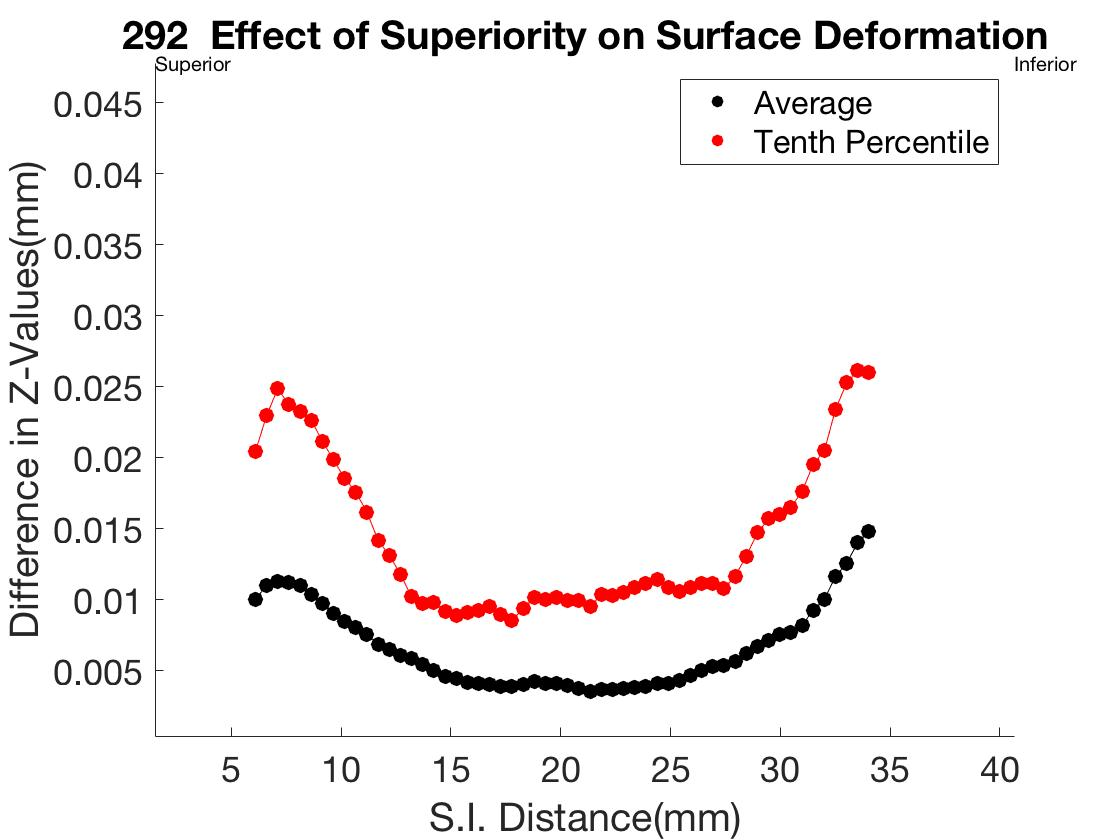 292  Effect of Superiority on Surface Deformation
Superior
Inferior
Average
Tenth Percentile
0.045
0.04
0.035
0.03
0.025
0.02
0.015
0.01
0.005
Difference in Z-Values(mm)
5 10 15 20 25 30 35 40
S.I. Distance(mm)